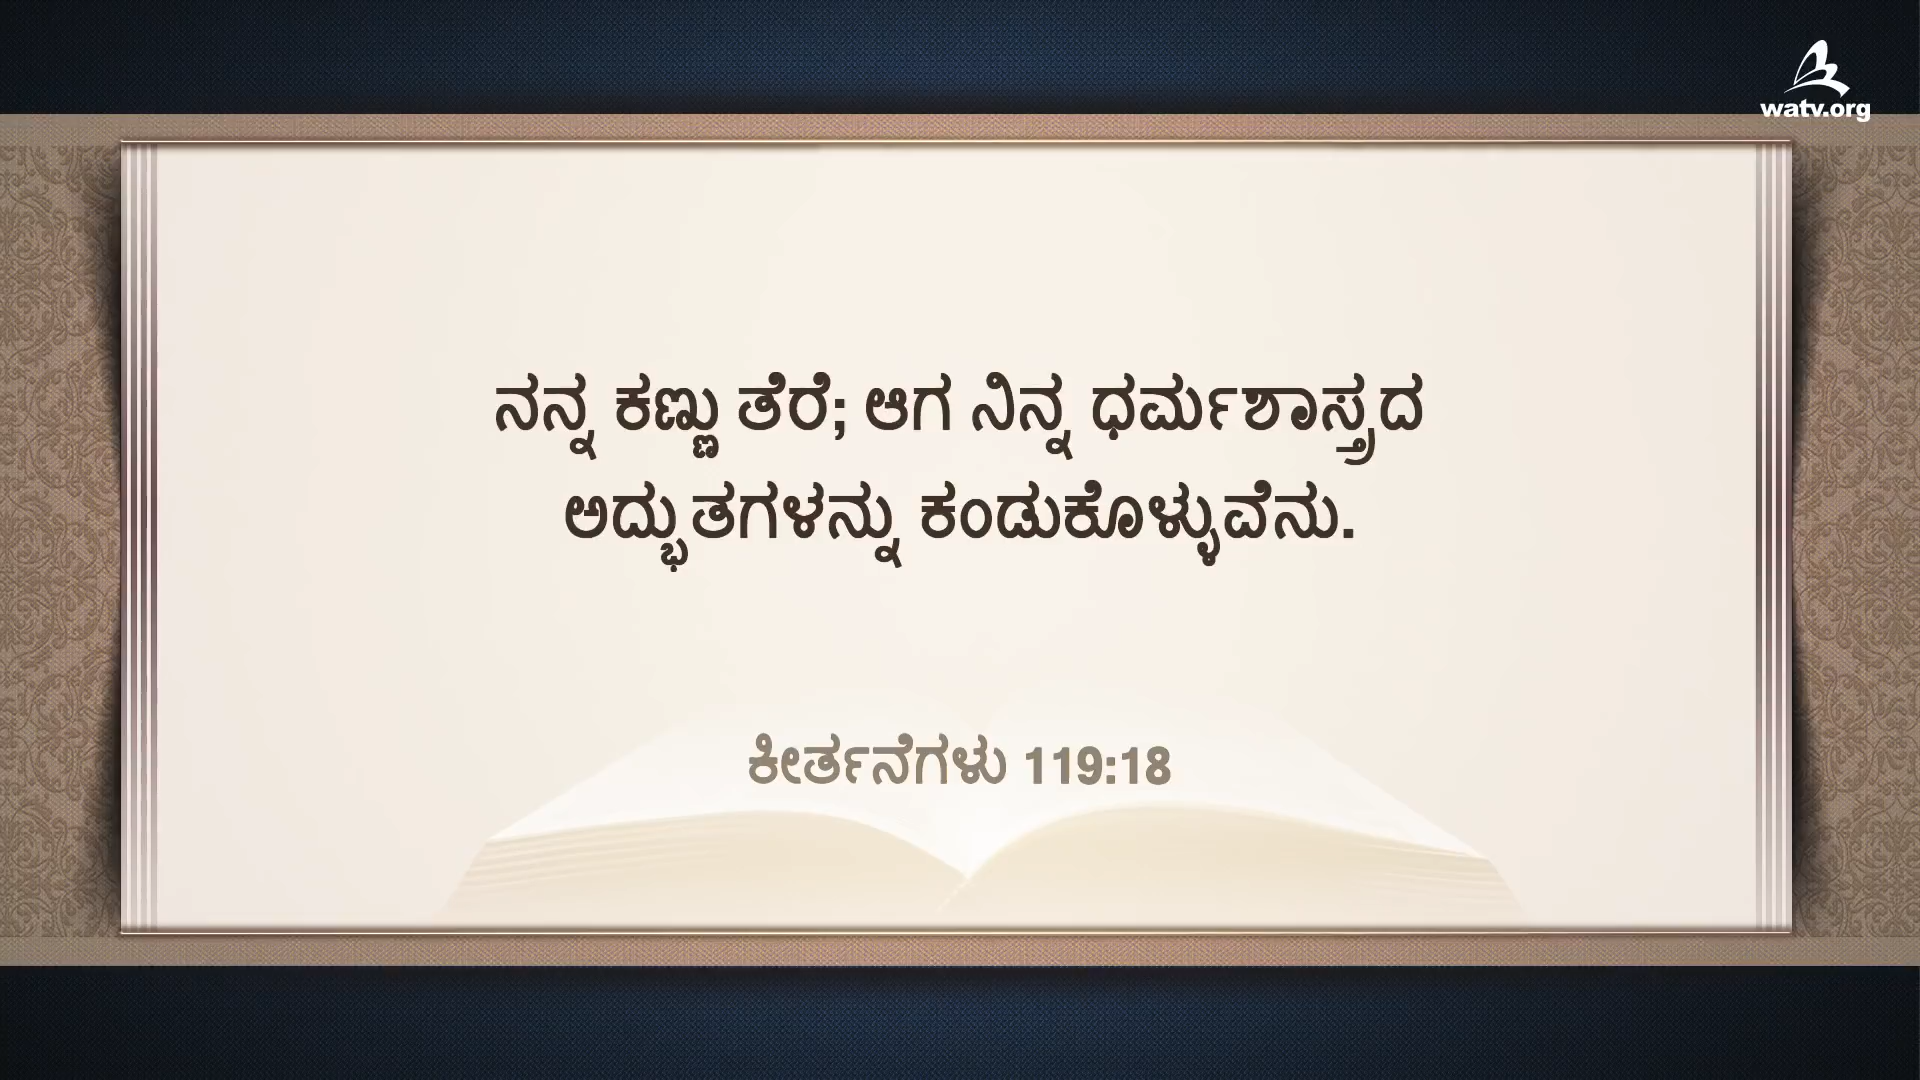 watv.org
ನನ್ನ ಕಣ್ಣು ತೆರೆ; ಆಗ ನಿನ್ನ ಧರ್ಮಶಾಸ್ತ್ರದ
ಅದ್ಭುತಗಳನ್ನು ಕಂಡುಕೊಳ್ಳುವೆನು.
ಕೀರ್ತನೆಗಳು 119:18